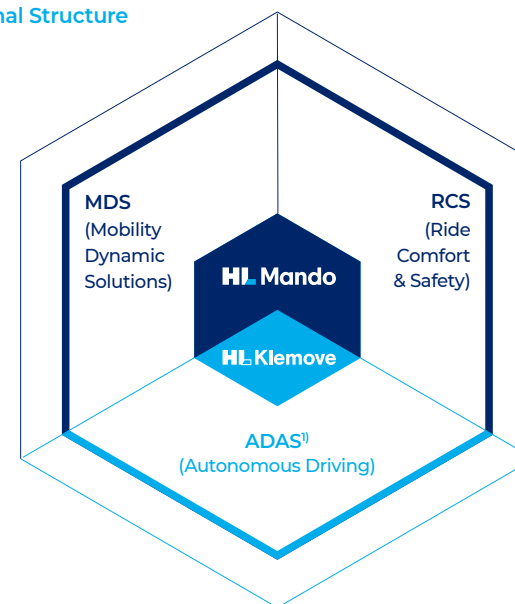 nal Structure
MDS
(Mobility
Dynamic
Solutions)
RCS
(Ride
Comfort
& Safety)
HL Mando
HL Klemove
ADAS¹⁾
(Autonomous Driving)